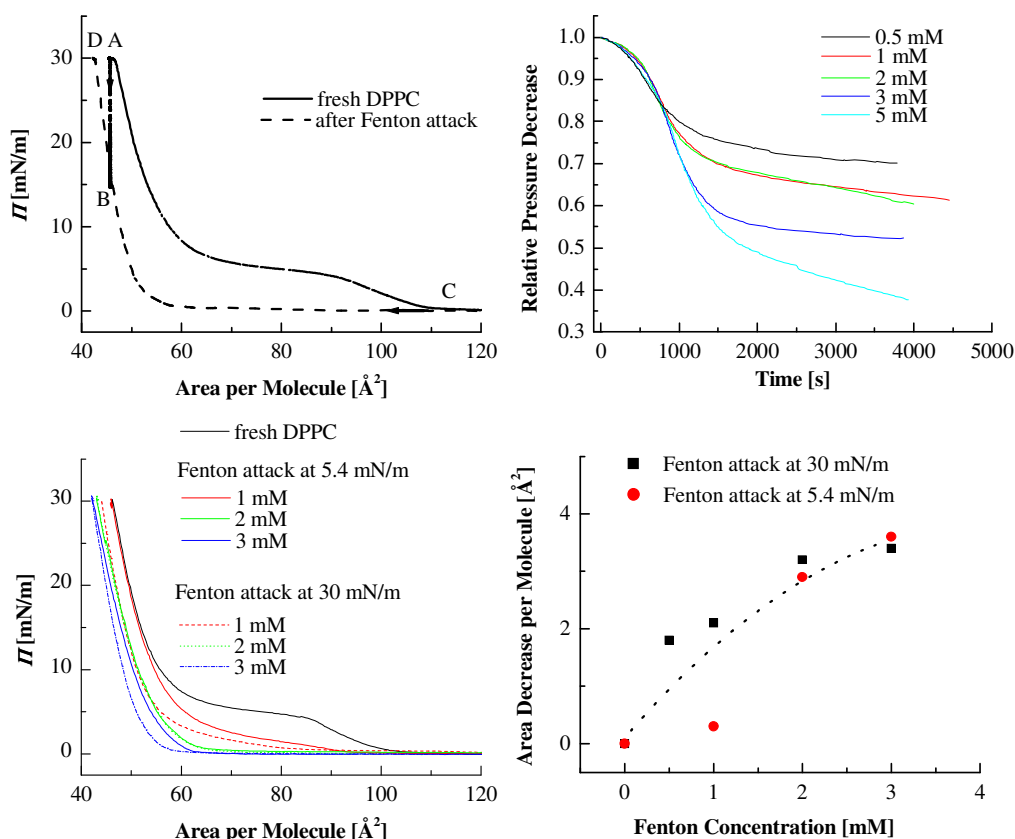 D A
30
20
10
0
Π [mN/m]
fresh DPPC
after Fenton attack
B
C
40 60 80 100 120
Area per Molecule [Å²]
1.0
0.9
0.8
0.7
0.6
0.5
0.4
0.3
Relative Pressure Decrease
0.5 mM
1 mM
2 mM
3 mM
5 mM
0 1000 2000 3000 4000 5000
Time [s]
fresh DPPC
Fenton attack at 5.4 mN/m
1 mM
2 mM
3 mM
Fenton attack at 30 mN/m
1 mM
2 mM
3 mM
30
20
10
0
Π [mN/m]
40 60 80 100 120
Area per Molecule [Å²]
Fenton attack at 30 mN/m
Fenton attack at 5.4 mN/m
4
2
0
Area Decrease per Molecule [Å²]
0 1 2 3 4
Fenton Concentration [mM]